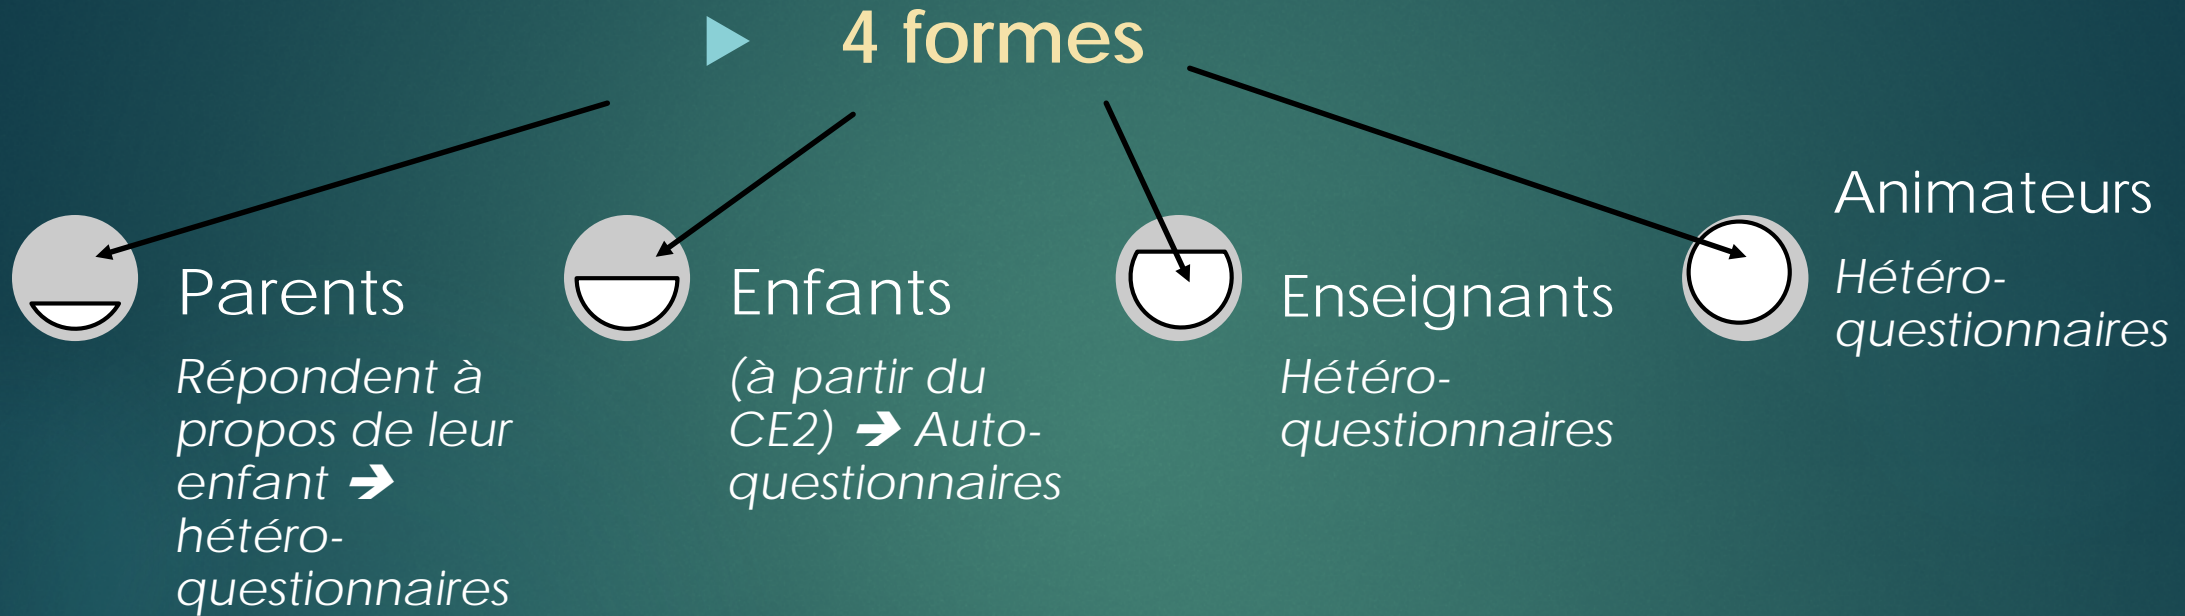 4 formes
Parents
Répondent à
propos de leur
enfant ➔
hétéro-
questionnaires
Enfants
(à partir du
CE2) ➔ Auto-
questionnaires
Enseignants
Hétéro-
questionnaires
Animateurs
Hétéro-
questionnaires